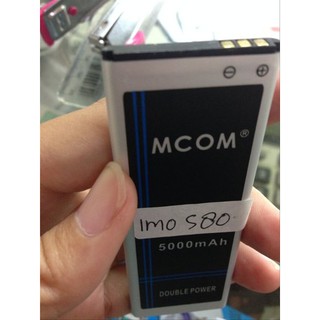 MCOM®
Imo S80
5000mAh
DOUBLE POWER